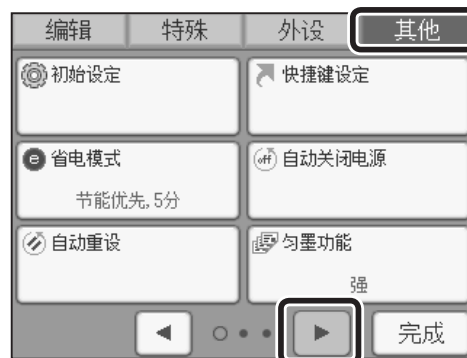 编辑 特殊 外设 其他
初始设定 快捷键设定
e 省电模式 off 自动关闭电源
节能优先,5分
自动重设 匀墨功能
强
完成